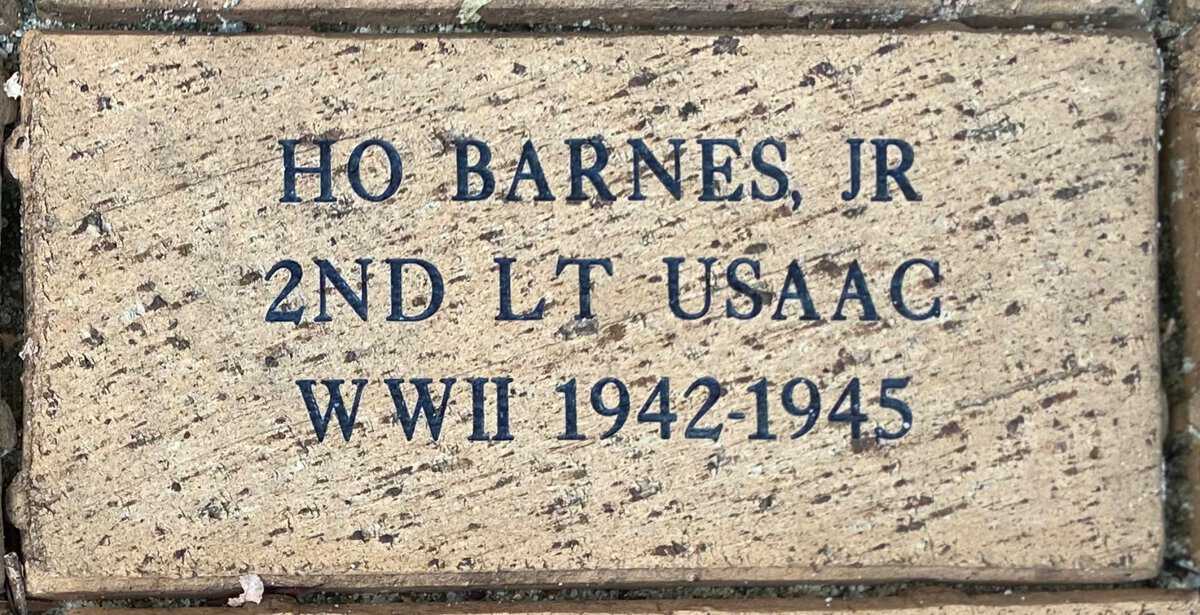 HO BARNES, JR
2ND LT USAAC
WWII 1942-1945